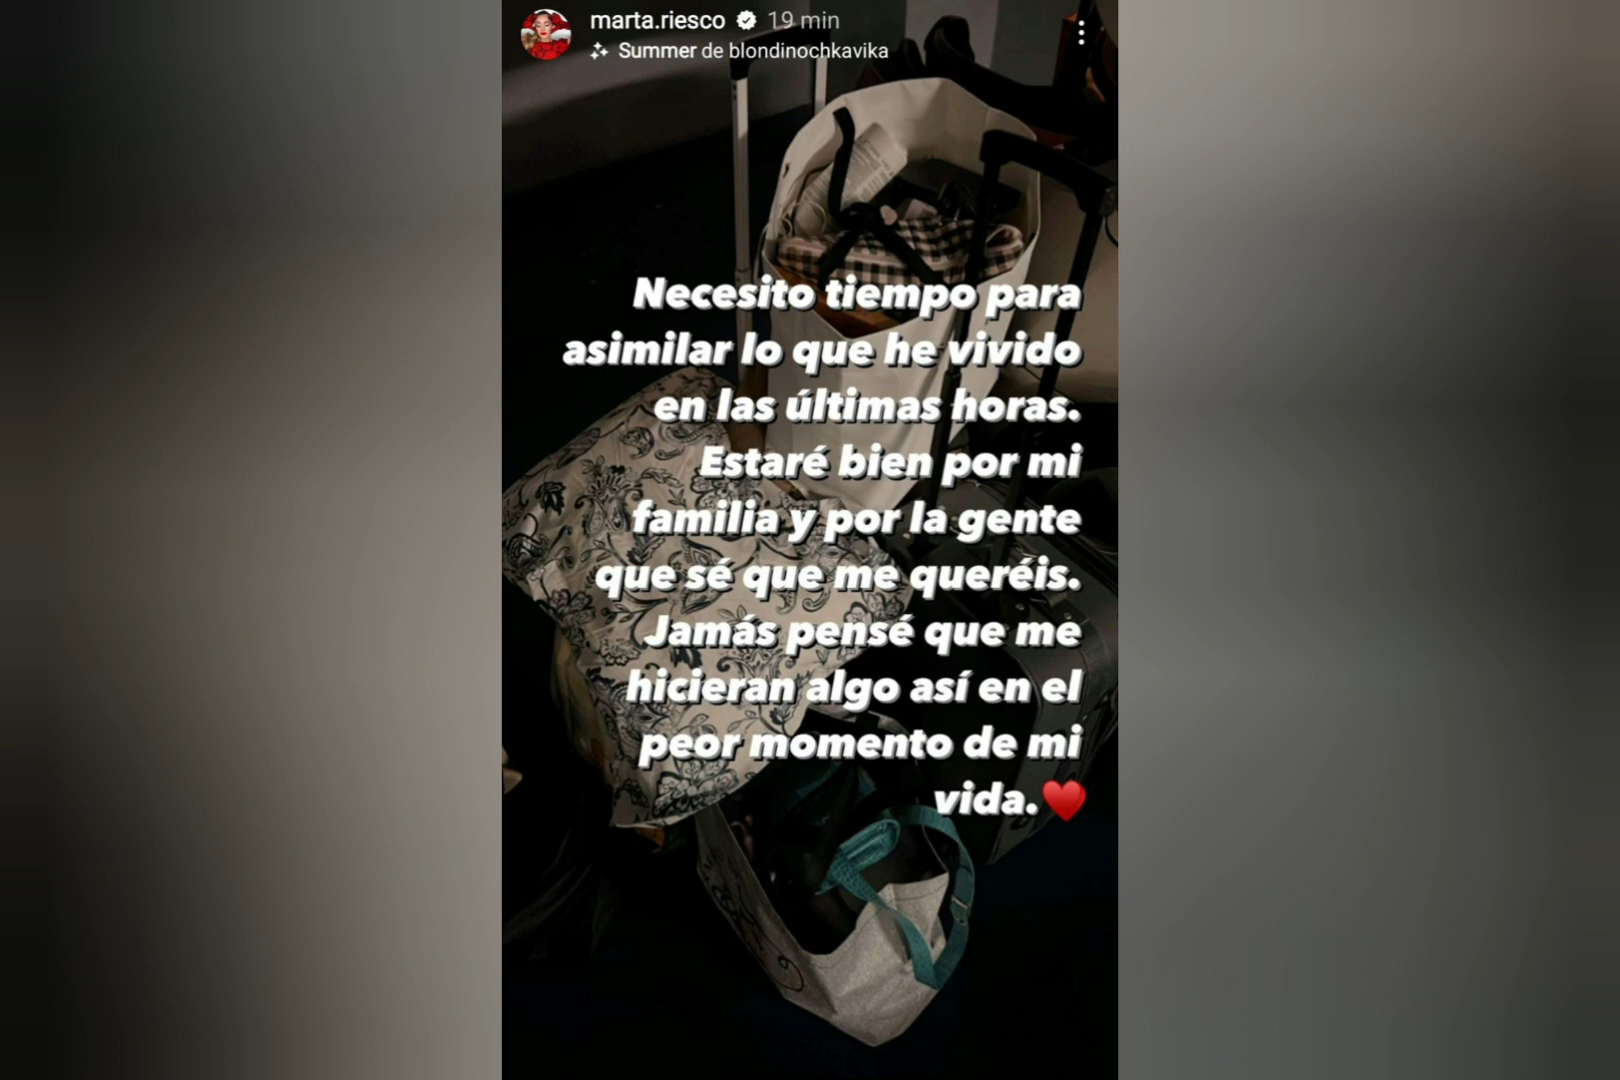 marta.riesco 19 min
Summer de blondinochkavika
Necesito tiempo para
asimilar lo que he vivido
en las últimas horas.
Estaré bien por mi
familia y por la gente
que sé que me queréis.
Jamás pensé que me
hicieran algo así en el
peor momento de mi
vida.❤️